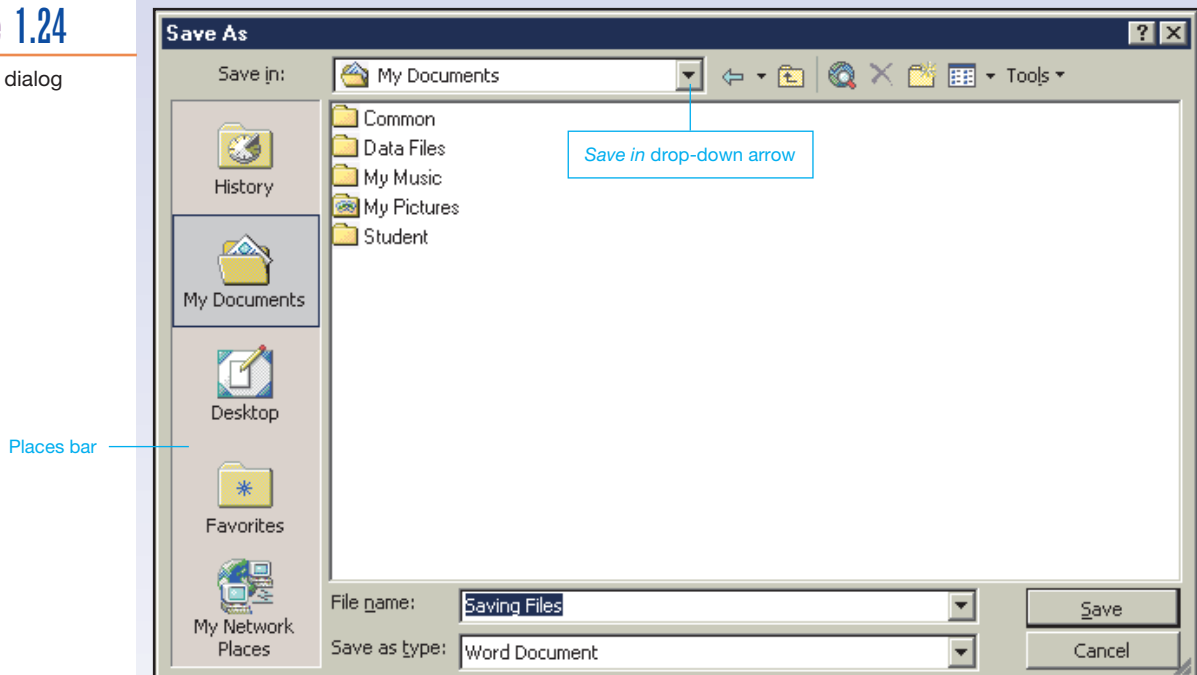 1.24
dialog
Save As
Save in:
My Documents
Tools
History
My Documents
Desktop
Favorites
My Network
Places
Places bar
Common
Data Files
My Music
My Pictures
Student
Save in drop-down arrow
File name:
Saving Files
Save
Save as type:
Word Document
Cancel